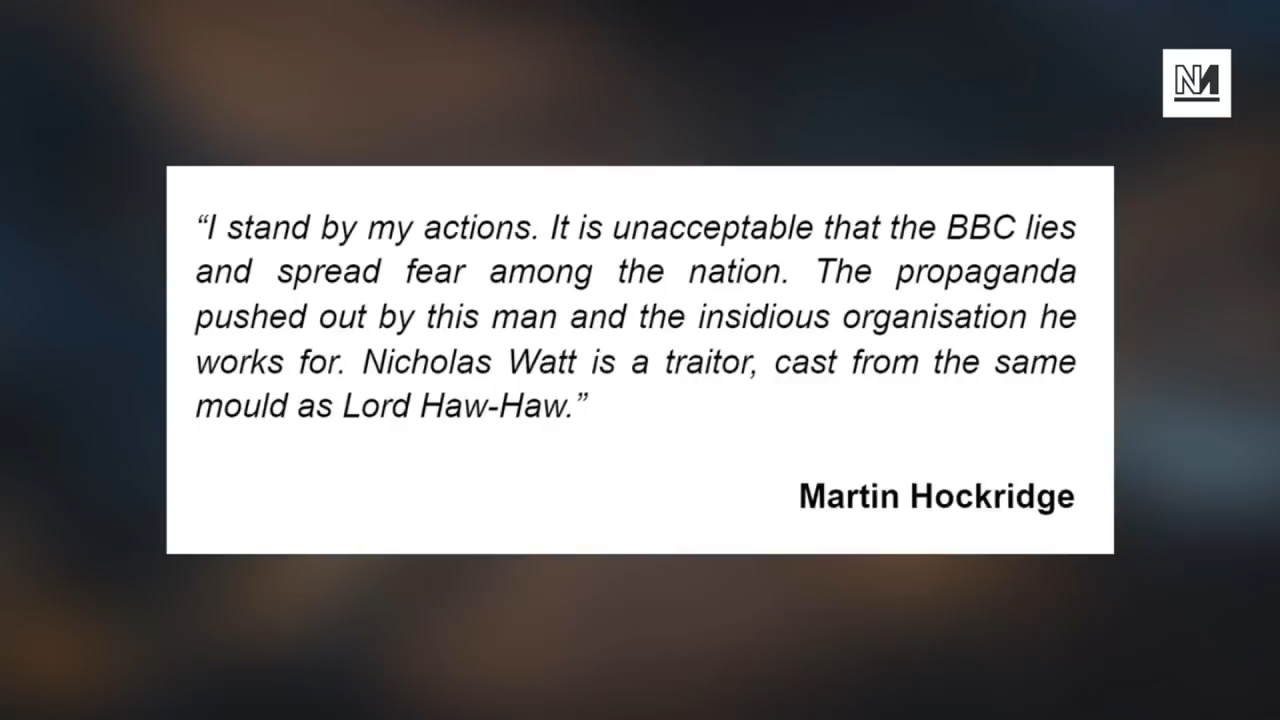 NM
“I stand by my actions. It is unacceptable that the BBC lies
and spread fear among the nation. The propaganda
pushed out by this man and the insidious organisation he
works for. Nicholas Watt is a traitor, cast from the same
mould as Lord Haw-Haw.”
Martin Hockridge